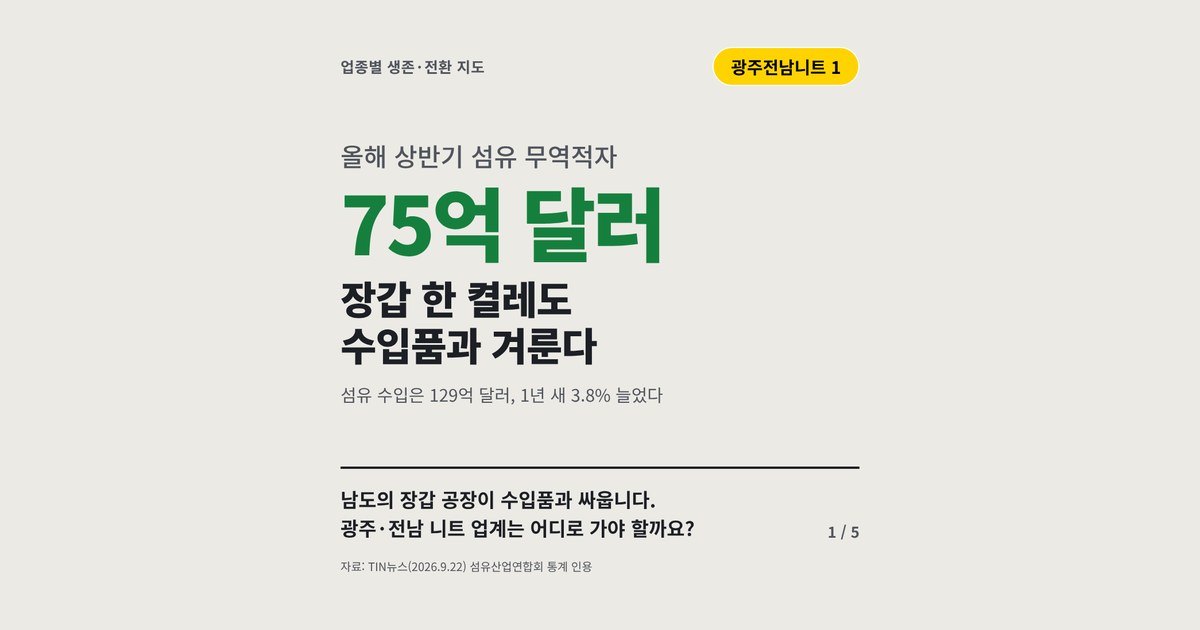 업종별 생존·전환 지도
광주전남니트 1
올해 상반기 섬유 무역적자
75억 달러
장갑 한 켤레도
수입품과 겨룬다
섬유 수입은 129억 달러, 1년 새 3.8% 늘었다
남도의 장갑 공장이 수입품과 싸웁니다.
광주·전남 니트 업계는 어디로 가야 할까요?
1 / 5
자료: TIN뉴스(2026.9.22) 섬유산업연합회 통계 인용